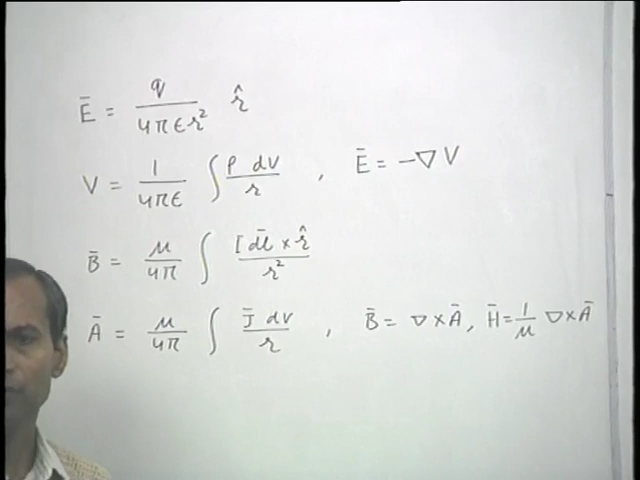 Ē = q / 4πϵr² r̂
V = 1/4πϵ ∫ ρ dv / r , Ē = −∇V
B̄ = μ/4π ∫ I dl̄ × r̂ / r²
Ā = μ/4π ∫ J̄ dv / r , B̄ = ∇×Ā, H̄ = 1/μ ∇×Ā